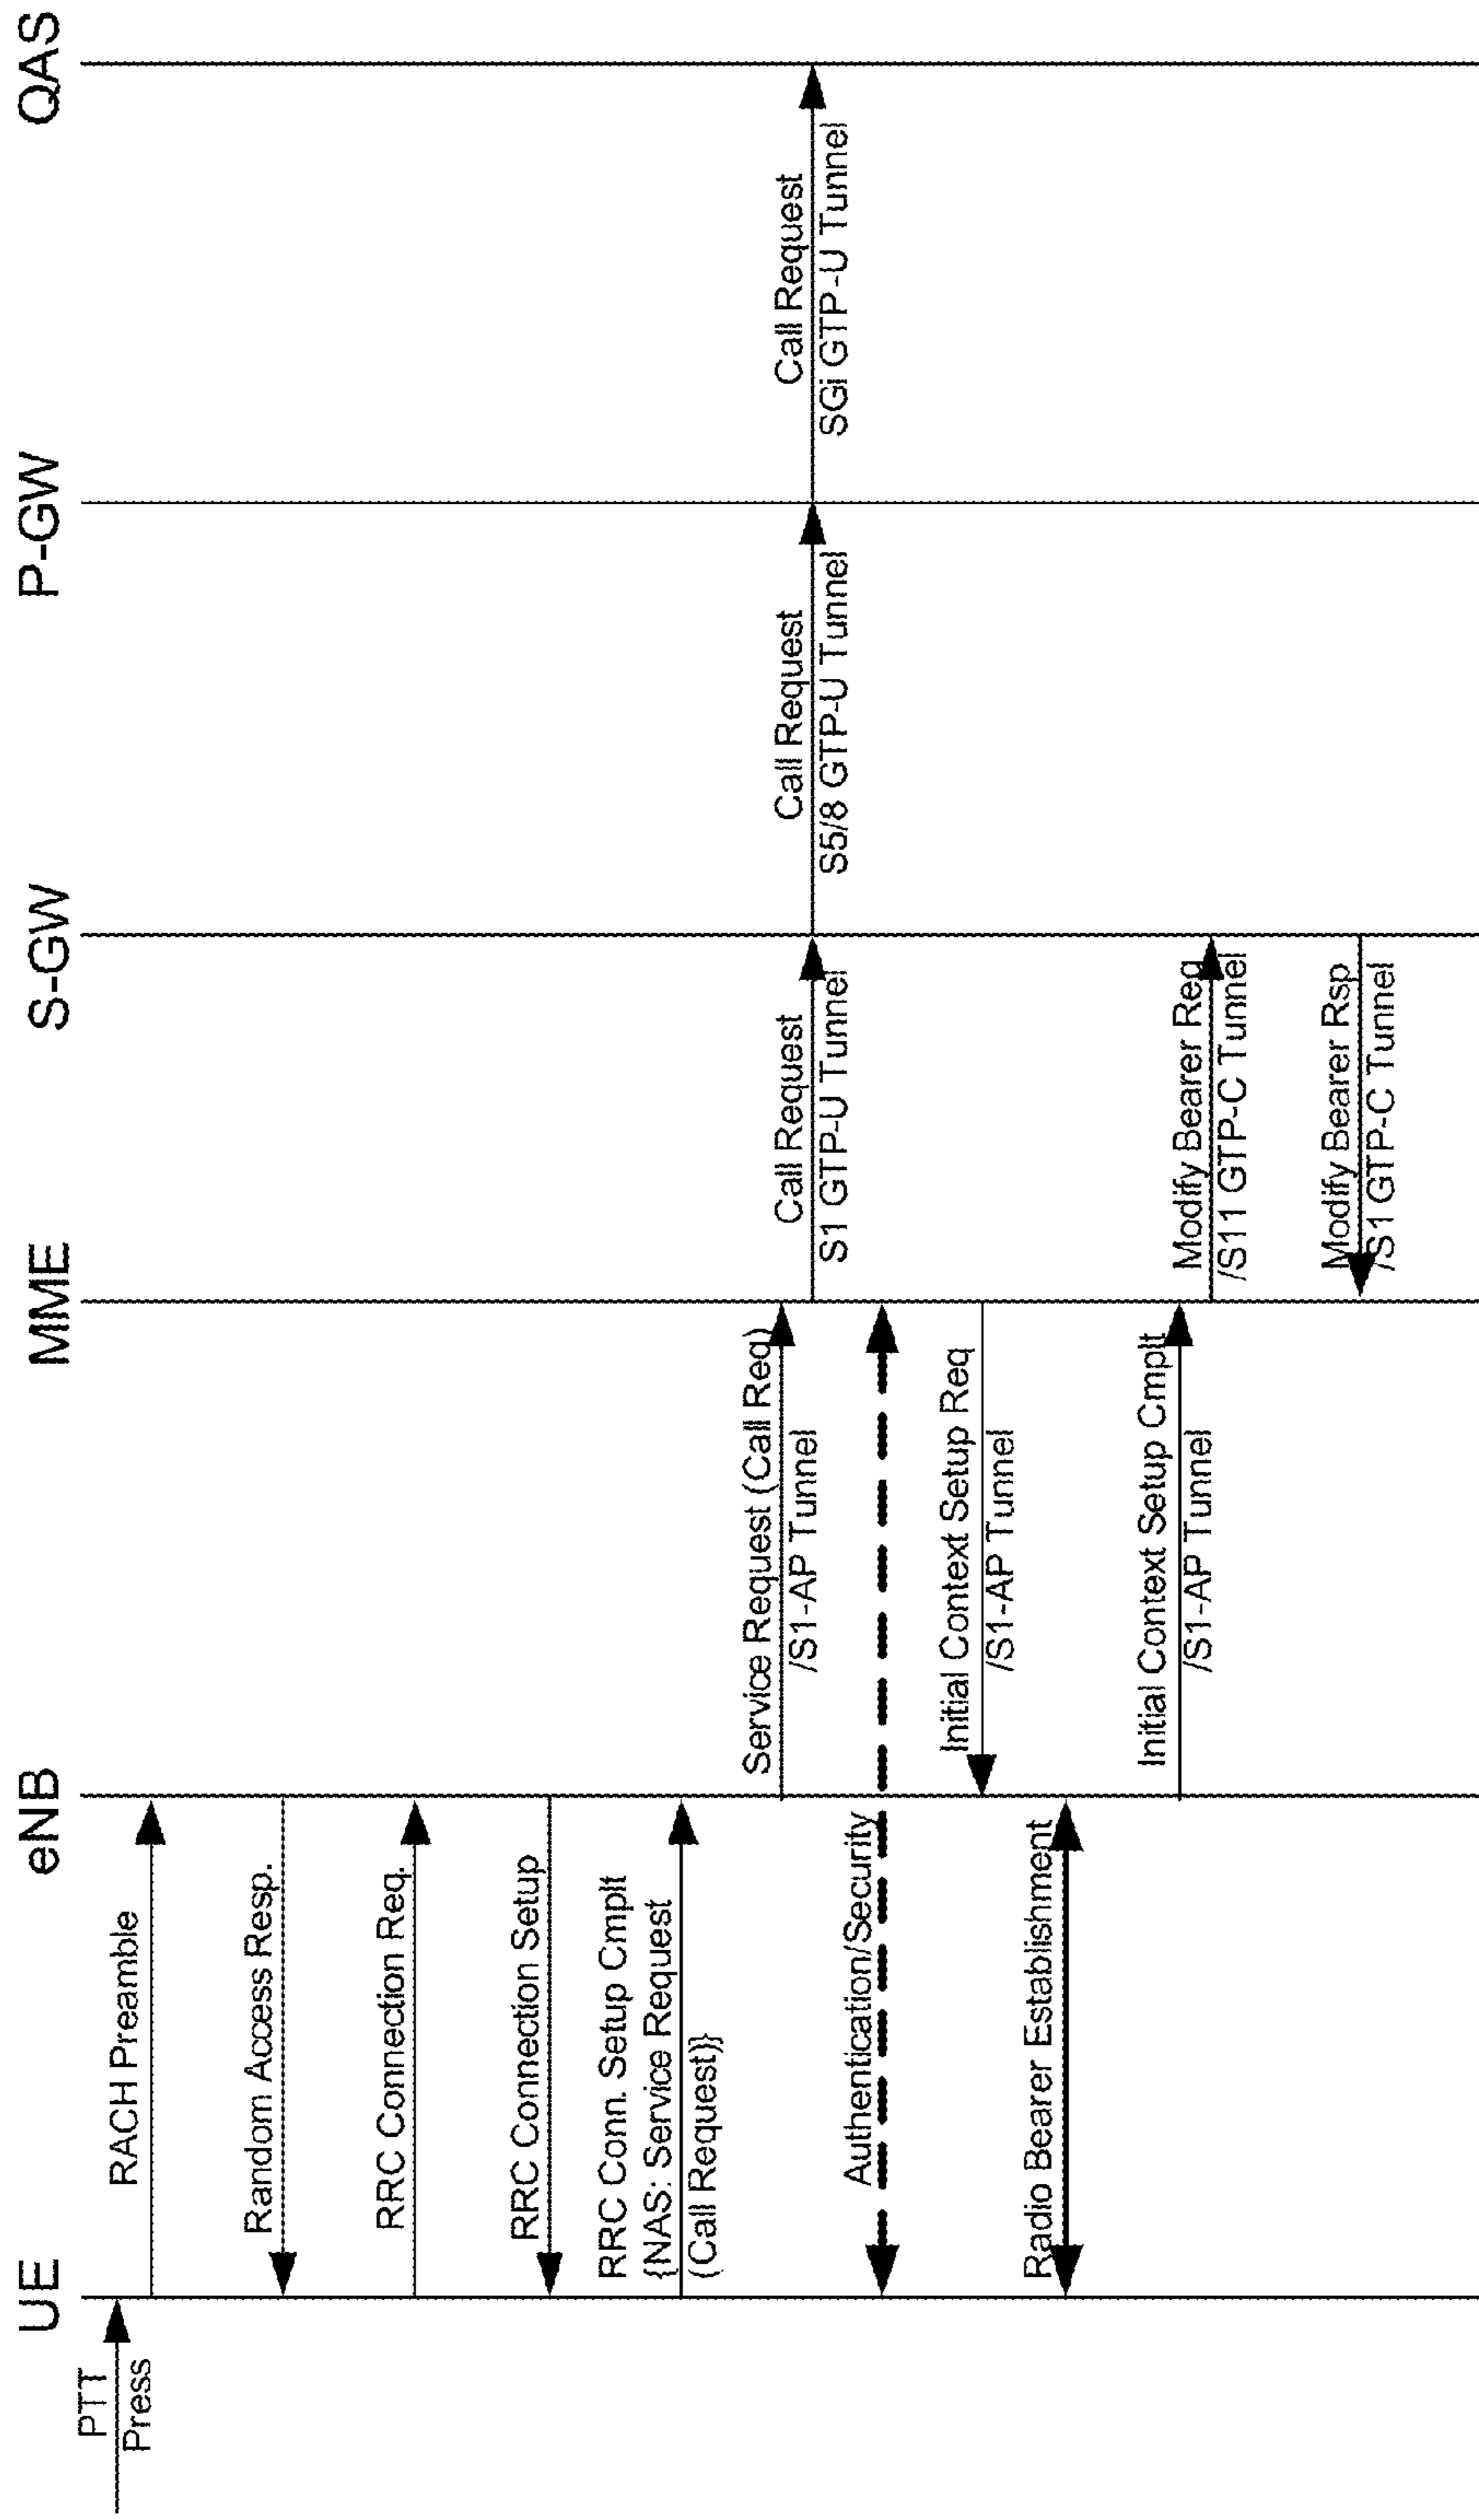 UE
eNB
MME
S-GW
P-GW
QAS
PTT
Press
RACH Preamble
Random Access Resp.
RRC Connection Req.
RRC Connection Setup
RRC Conn. Setup Cmplt
{NAS: Service Request
(Call Request)}
Service Request (Call Req)
/S1-AP Tunnel
Call Request
S1 GTP-U Tunnel
Call Request
S5/8 GTP-U Tunnel
Call Request
SGi GTP-U Tunnel
Authentication/Security
Initial Context Setup Req
/S1-AP Tunnel
Radio Bearer Establishment
Initial Context Setup Cmplt
/S1-AP Tunnel
Modify Bearer Req
/S11 GTP-C Tunnel
Modify Bearer Rsp
/S1 GTP-C Tunnel